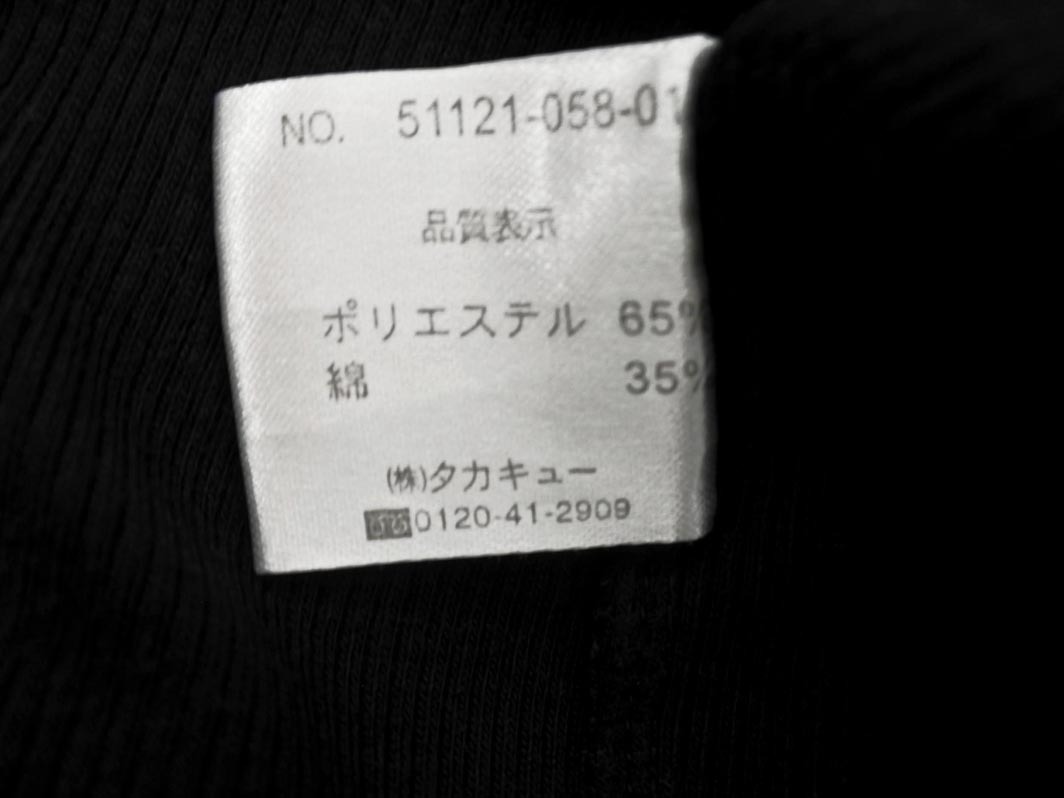 NO. 51121-058-01
品質表示
ポリエステル 65%
綿 35%
(株)タカキュー
0120-41-2909